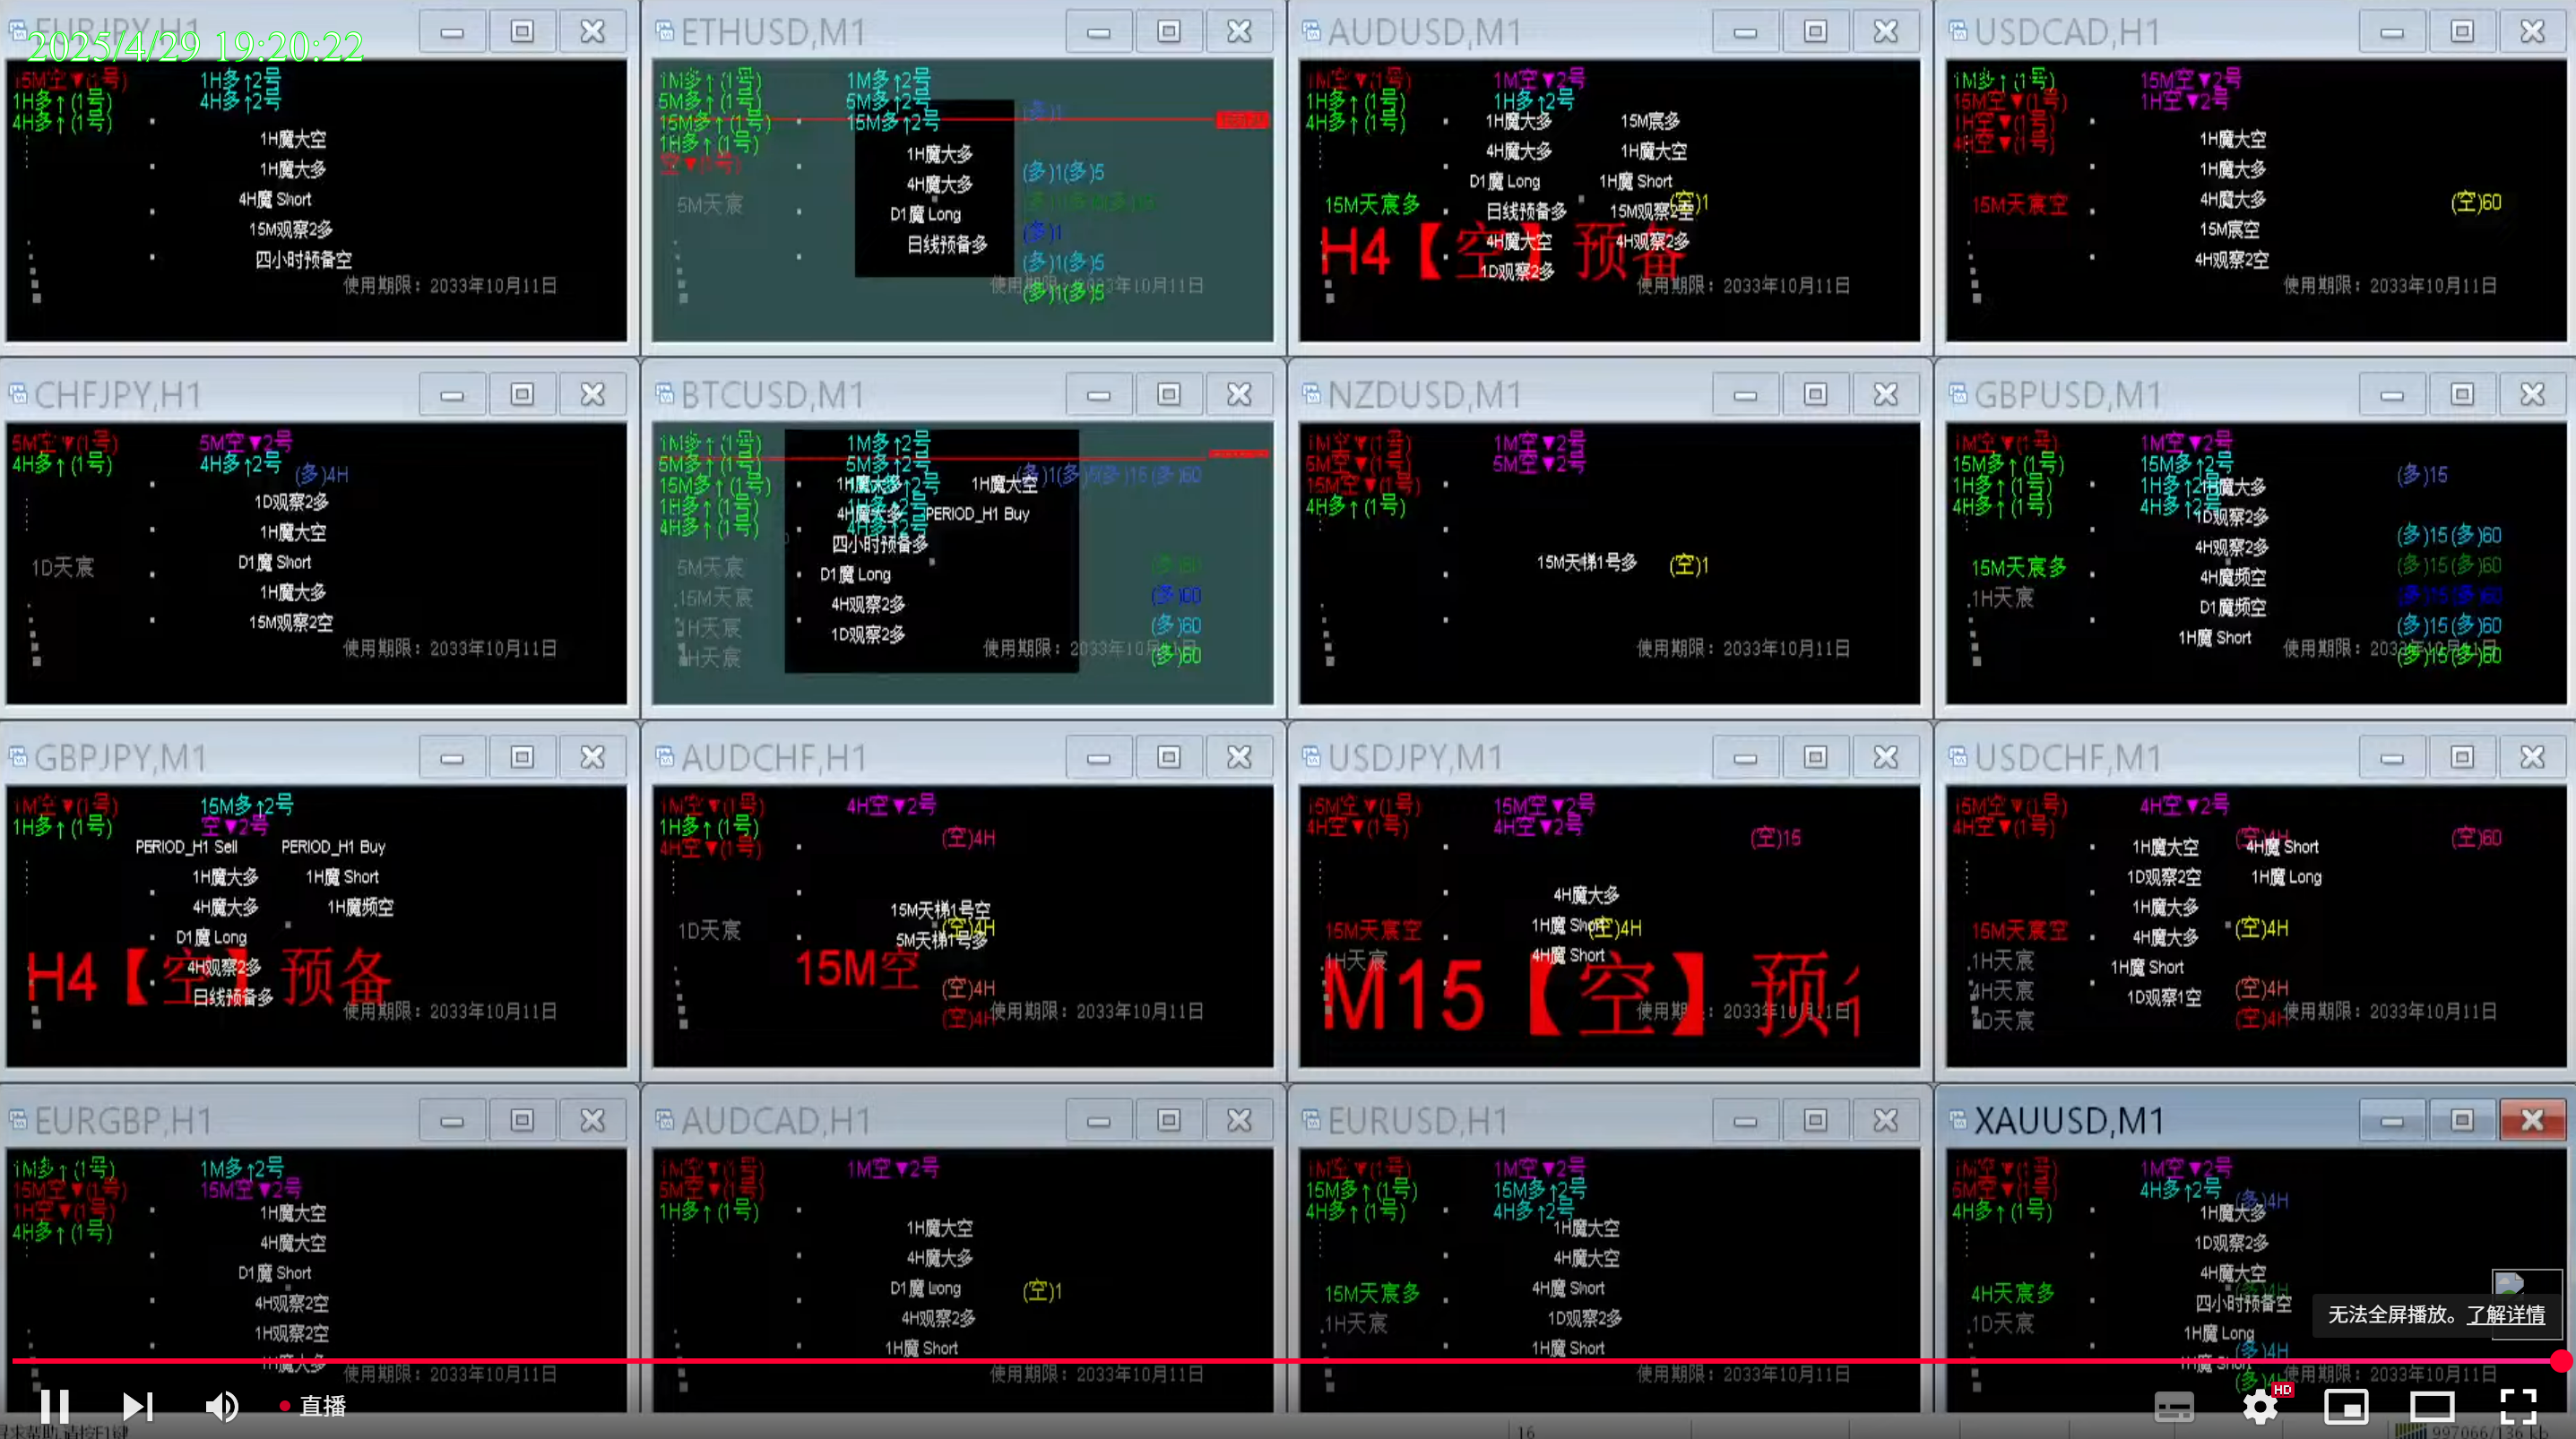 EURJPY,H1
2025/4/29 19:20:22
15M空▼(1号) 1H多↑2号
1H多↑(1号) 4H多↑2号
4H多↑(1号)
1H魔大空
1H魔大多
4H魔 Short
15M观察2多
四小时预备空
使用期限：2033年10月11日
ETHUSD,M1
1M多↑(1号) 1M多↑2号
5M多↑(1号) 5M多↑2号
15M多↑(1号) 15M多↑2号
1H多↑(1号)
空▼(1号)
(多)1
1H魔大多
(多)1(多)5
4H魔大多
5M天宸
D1魔 Long
(多)1
日线预备多
(多)1(多)5
使用期限：2033年10月11日
(多)1(多)5
AUDUSD,M1
1M空▼(1号) 1M空▼2号
1H多↑(1号) 1H多↑2号
4H多↑(1号)
1H魔大多 15M宸多
4H魔大多 1H魔大空
D1魔 Long 1H魔 Short
15M天宸多
日线预备多 15M观察2空
(空)1
H4【空】预备
4H魔大空 4H观察2多
1D观察2多
使用期限：2033年10月11日
USDCAD,H1
1M多↑(1号) 15M空▼2号
15M空▼(1号) 1H空▼2号
1H空▼(1号)
4H空▼(1号)
1H魔大空
1H魔大多
4H魔大多
15M天宸空
(空)60
15M宸空
4H观察2空
使用期限：2033年10月11日
CHFJPY,H1
5M空▼(1号) 5M空▼2号
4H多↑(1号) 4H多↑2号
(多)4H
1D观察2多
1H魔大空
D1魔 Short
1D天宸
1H魔大多
15M观察2空
使用期限：2033年10月11日
BTCUSD,M1
1M多↑(1号) 1M多↑2号
5M多↑(1号) 5M多↑2号
15M多↑(1号)
1H多↑(1号)
4H多↑(1号)
(多)1(多)5(多)15(多)60
1H魔大多 1H魔大空
4H魔大多 PERIOD_H1 Buy
四小时预备多
5M天宸
D1魔 Long
15M天宸
4H观察2多
1H天宸
1D观察2多
(多)60
使用期限：2033年10月11日
(多)60
NZDUSD,M1
1M空▼(1号) 1M空▼2号
5M空▼(1号) 5M空▼2号
15M空▼(1号)
4H多↑(1号)
15M天梯1号多
(空)1
使用期限：2033年10月11日
GBPUSD,M1
1M空▼(1号) 1M空▼2号
15M多↑(1号) 15M多↑2号
1H多↑(1号)
4H多↑(1号) 4H多↑2号
(多)15
1D观察2多
(多)15(多)60
4H观察2多
15M天宸多
(多)15(多)60
4H魔频空
1H天宸
(多)15(多)60
D1魔频空
(多)15(多)60
1H魔 Short
使用期限：2033年10月11日
(多)15(多)60
GBPJPY,M1
1M空▼(1号) 15M多↑2号
1H多↑(1号) 空▼2号
PERIOD_H1 Sell PERIOD_H1 Buy
1H魔大多 1H魔 Short
4H魔大多 1H魔频空
D1魔 Long
H4【空】预备
4H观察2多
日线预备多
使用期限：2033年10月11日
AUDCHF,H1
1M空▼(1号) 4H空▼2号
1H多↑(1号)
4H空▼(1号)
(空)4H
15M天梯1号空
1D天宸
(空)4H
5M天梯1号多
15M空
(空)4H
使用期限：2033年10月11日
(空)4H
USDJPY,M1
15M空▼(1号) 15M空▼2号
4H空▼(1号) 4H空▼2号
(空)15
4H魔大多
15M天宸空
1H魔 Short
(空)4H
1H天宸
4H魔 Short
M15【空】预
使用期限：2033年10月11日
USDCHF,M1
15M空▼(1号) 4H空▼2号
4H空▼(1号)
(空)4H
(空)60
1H魔大空 4H魔 Short
1D观察2空 1H魔 Long
1H魔大多
15M天宸空
4H魔大多
(空)4H
1H天宸
1H魔 Short
4H天宸
1D观察1空
(空)4H
1D天宸
(空)4H
使用期限：2033年10月11日
EURGBP,H1
1M多↑(1号) 1M多↑2号
15M空▼(1号) 15M空▼2号
1H空▼(1号)
4H多↑(1号)
1H魔大空
4H魔大空
D1魔 Short
4H观察2空
1H观察2空
1H魔大多
使用期限：2033年10月11日
AUDCAD,H1
1M空▼(1号) 1M空▼2号
5M空▼(1号)
1H多↑(1号)
1H魔大空
4H魔大多
D1魔 Long
(空)1
4H观察2多
1H魔 Short
使用期限：2033年10月11日
EURUSD,H1
1M空▼(1号) 1M空▼2号
15M多↑(1号) 15M多↑2号
4H多↑(1号) 4H多↑2号
1H魔大空
4H魔大空
15M天宸多
4H魔 Short
1H天宸
1D观察2多
1H魔 Short
使用期限：2033年10月11日
XAUUSD,M1
1M空▼(1号) 1M空▼2号
5M空▼(1号) 4H多↑2号
4H多↑(1号)
(多)4H
1H魔大多
1D观察2多
4H魔大空
4H天宸多
(多)4H
四小时预备空
1D天宸
1H魔 Long
(多)4H
1H魔 Short
使用期限：2033年10月11日
无法全屏播放。了解详情
直播
HD
16
997066/136 kb